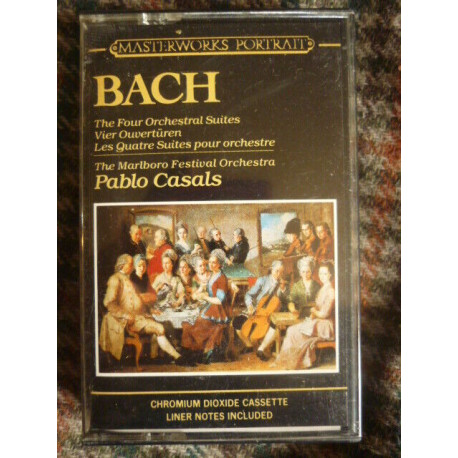 MASTERWORKS PORTRAIT
BACH
The Four Orchestral Suites
Vier Ouvertüren
Les Quatre Suites pour orchestre
The Marlboro Festival Orchestra
Pablo Casals
CHROMIUM DIOXIDE CASSETTE
LINER NOTES INCLUDED